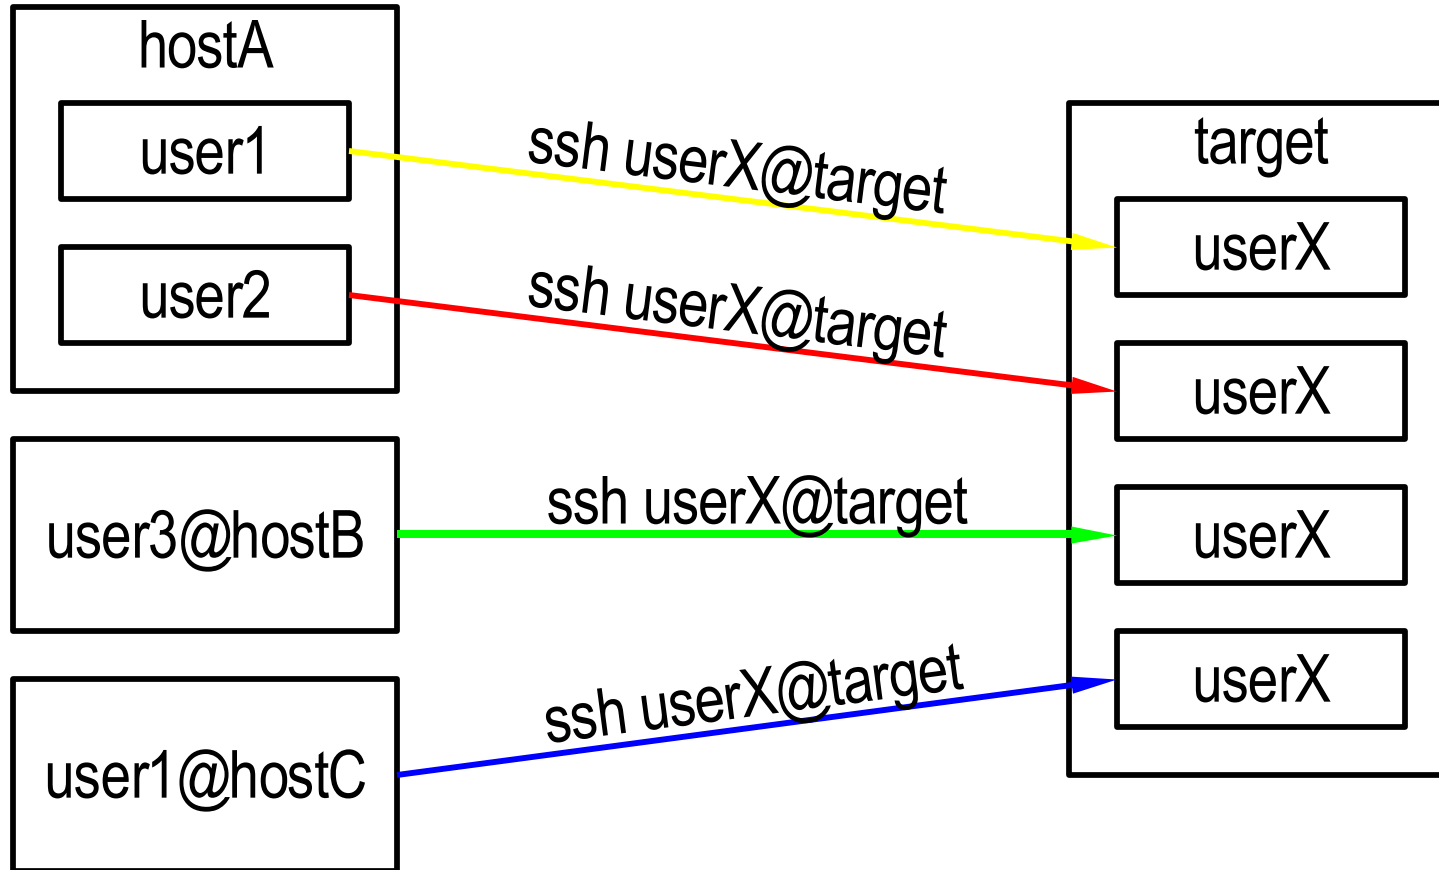 hostA
user1
user2
user3@hostB
user1@hostC
ssh userX@target
ssh userX@target
ssh userX@target
ssh userX@target
target
userX
userX
userX
userX